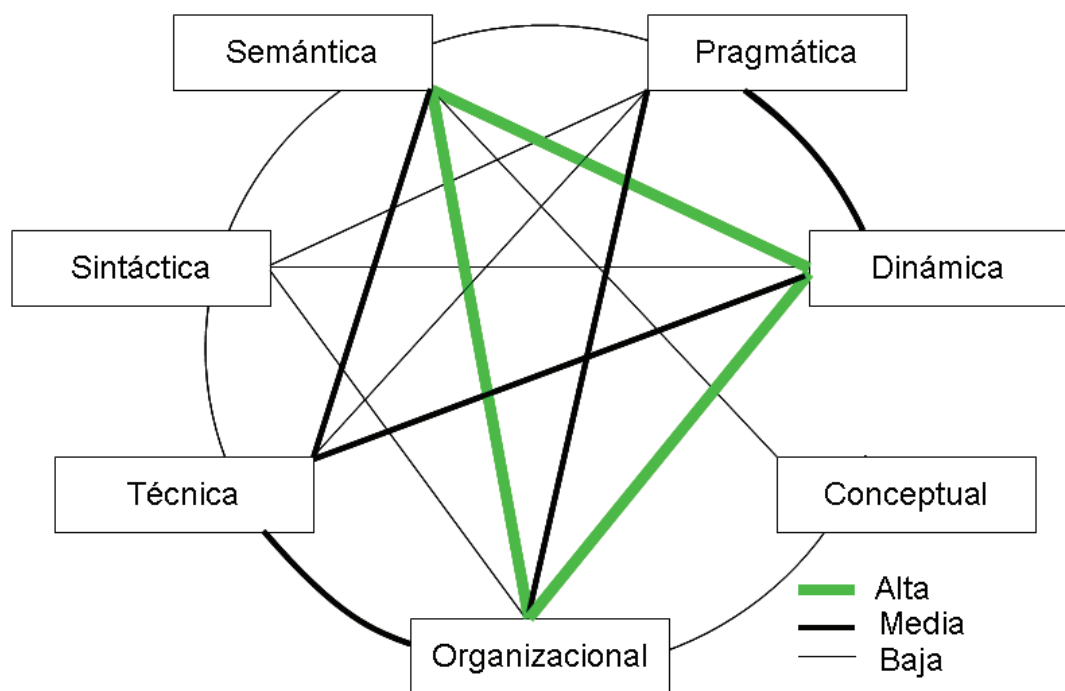 Semántica
Pragmática
Sintáctica
Dinámica
Técnica
Conceptual
Organizacional
Alta
Media
Baja